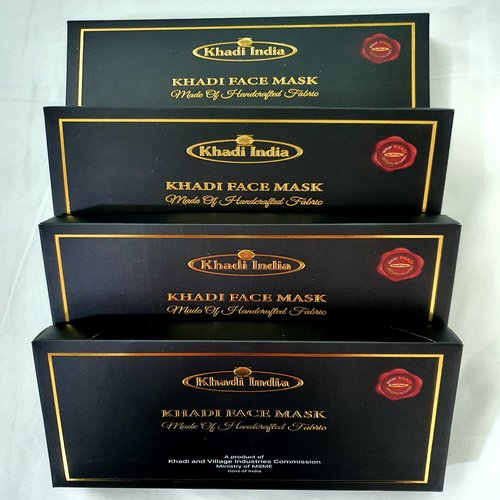 Khadi India
KHADI FACE MASK
Made Of Handcrafted Fabric
Khadi India
KHADI FACE MASK
Made Of Handcrafted Fabric
Khadi India
KHADI FACE MASK
Made Of Handcrafted Fabric
Khadi India
KHADI FACE MASK
Made Of Handcrafted Fabric
A product of
Khadi and Village Industries Commission
Ministry of MSME
Govt of India